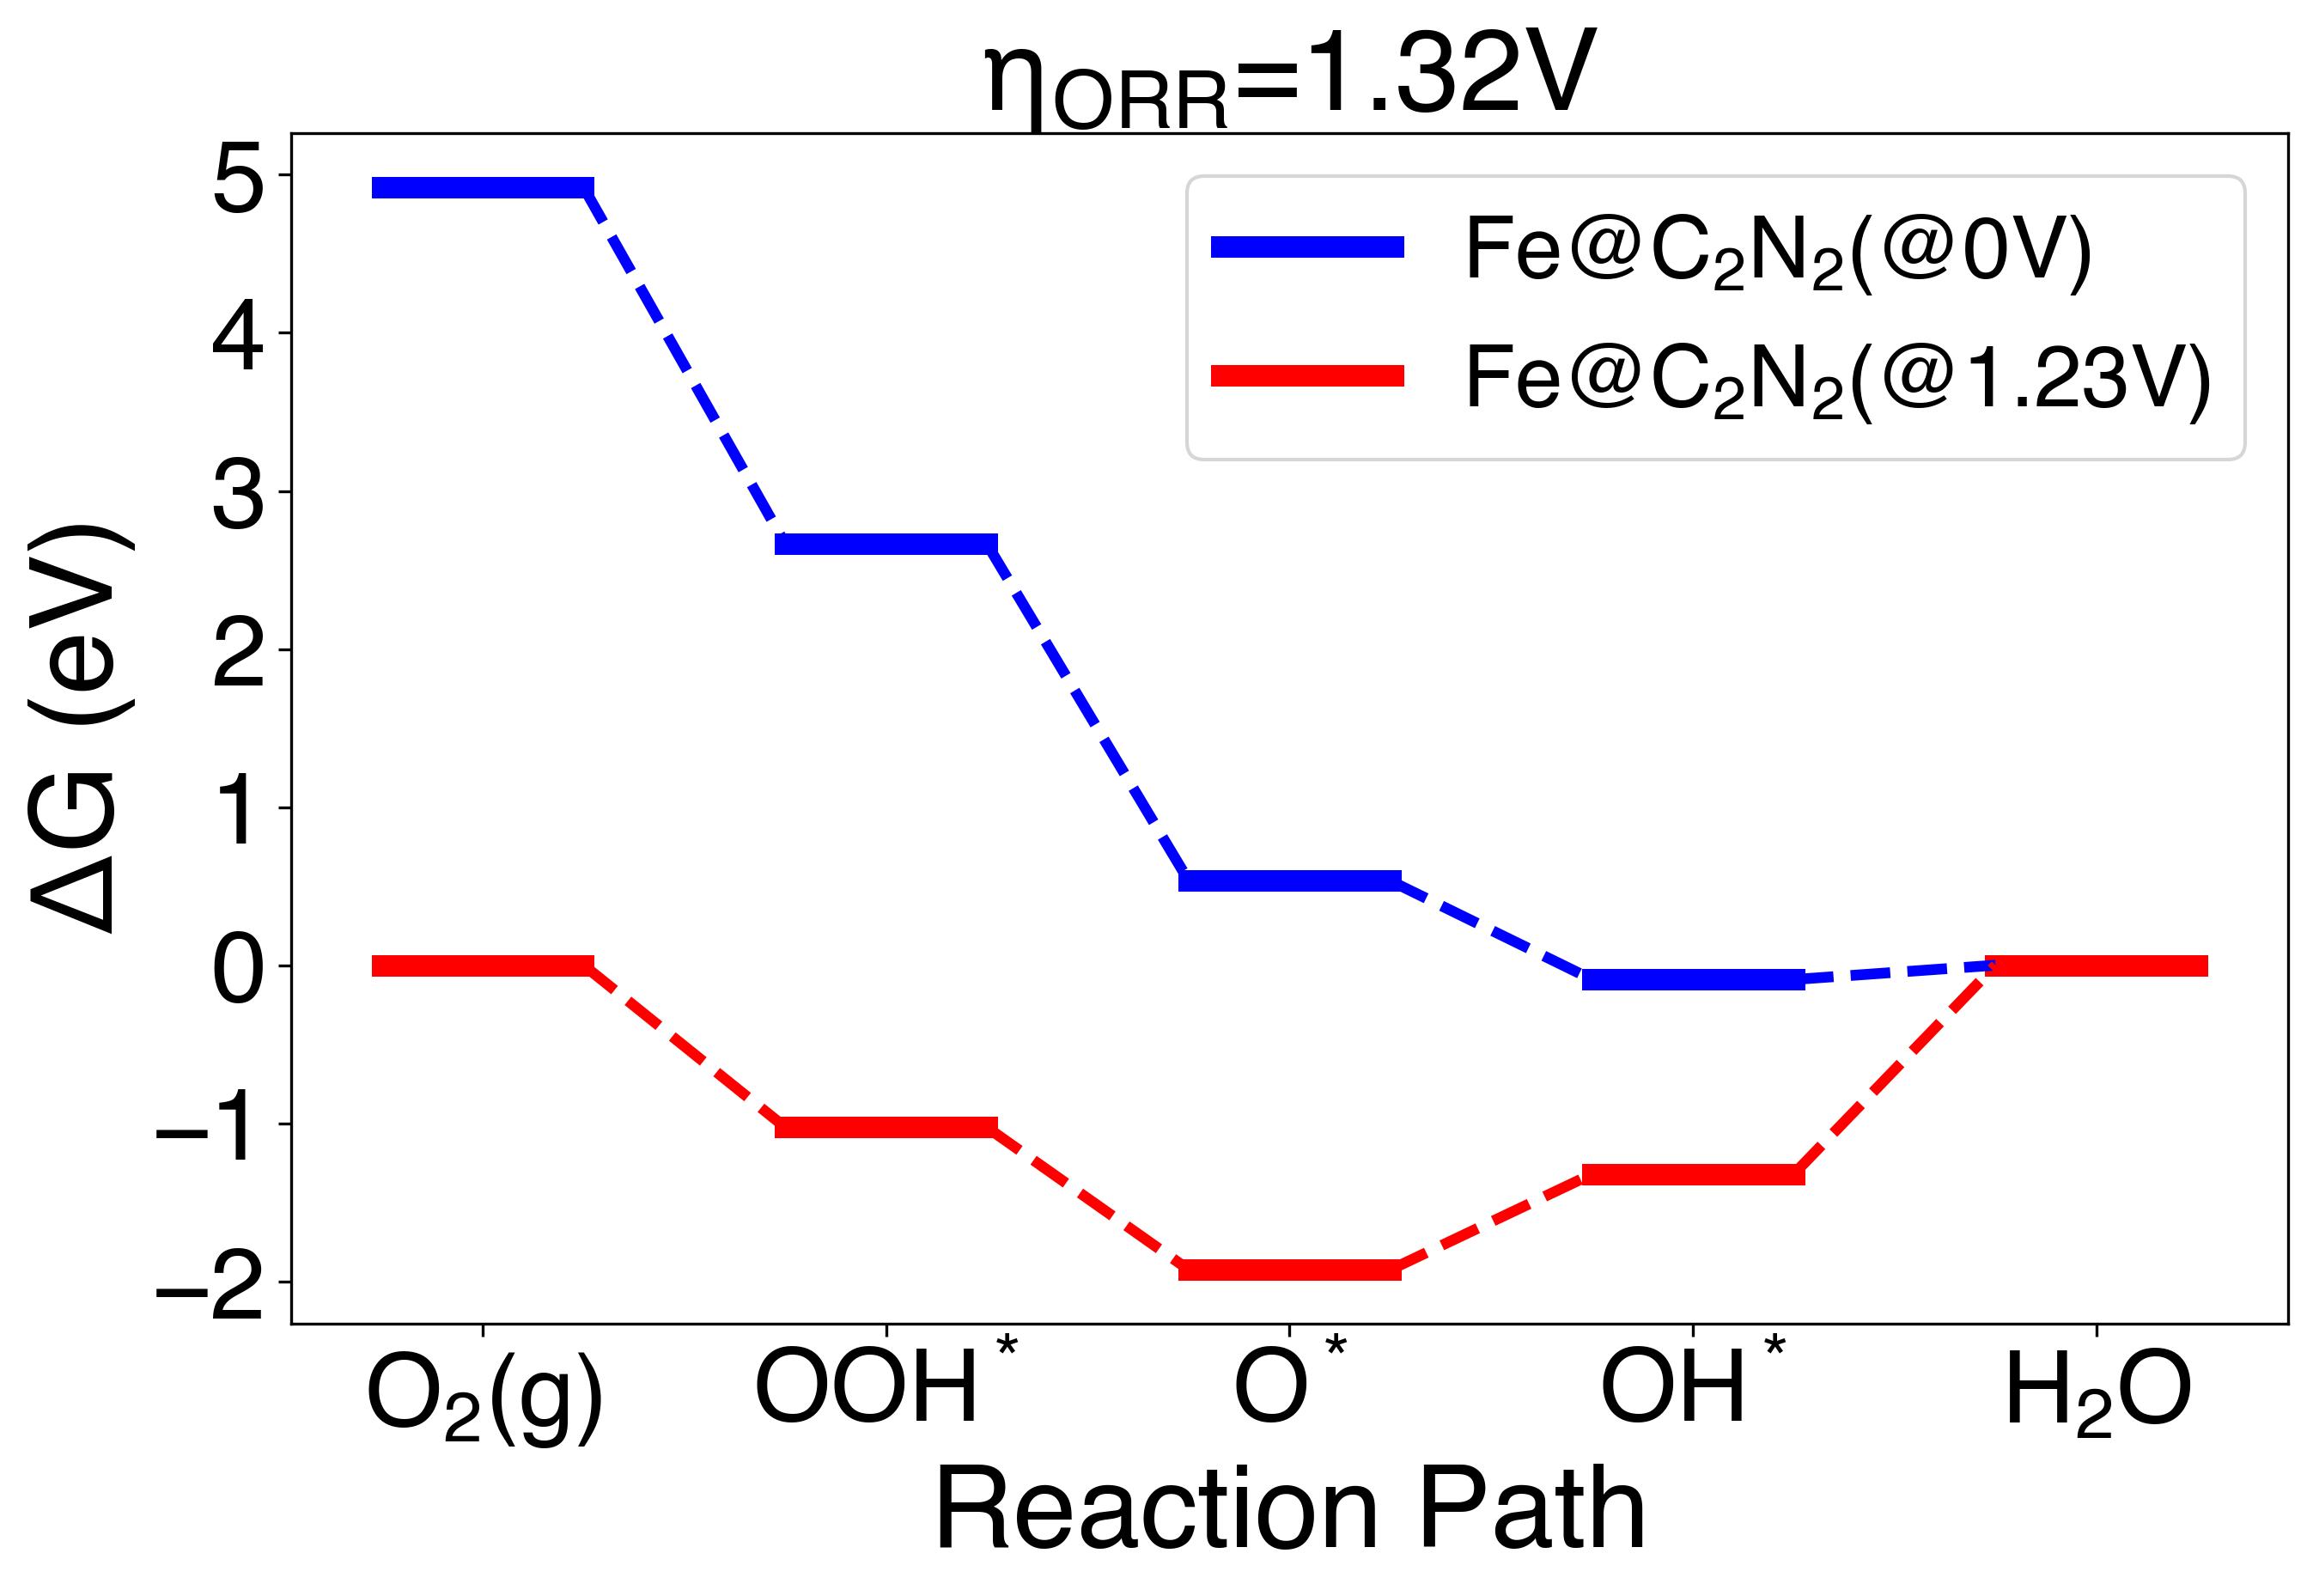 η_ORR=1.32V
Fe@C₂N₂(@0V)
Fe@C₂N₂(@1.23V)
ΔG (eV)
5
4
3
2
1
0
−1
−2
O₂(g) OOH* O* OH* H₂O
Reaction Path